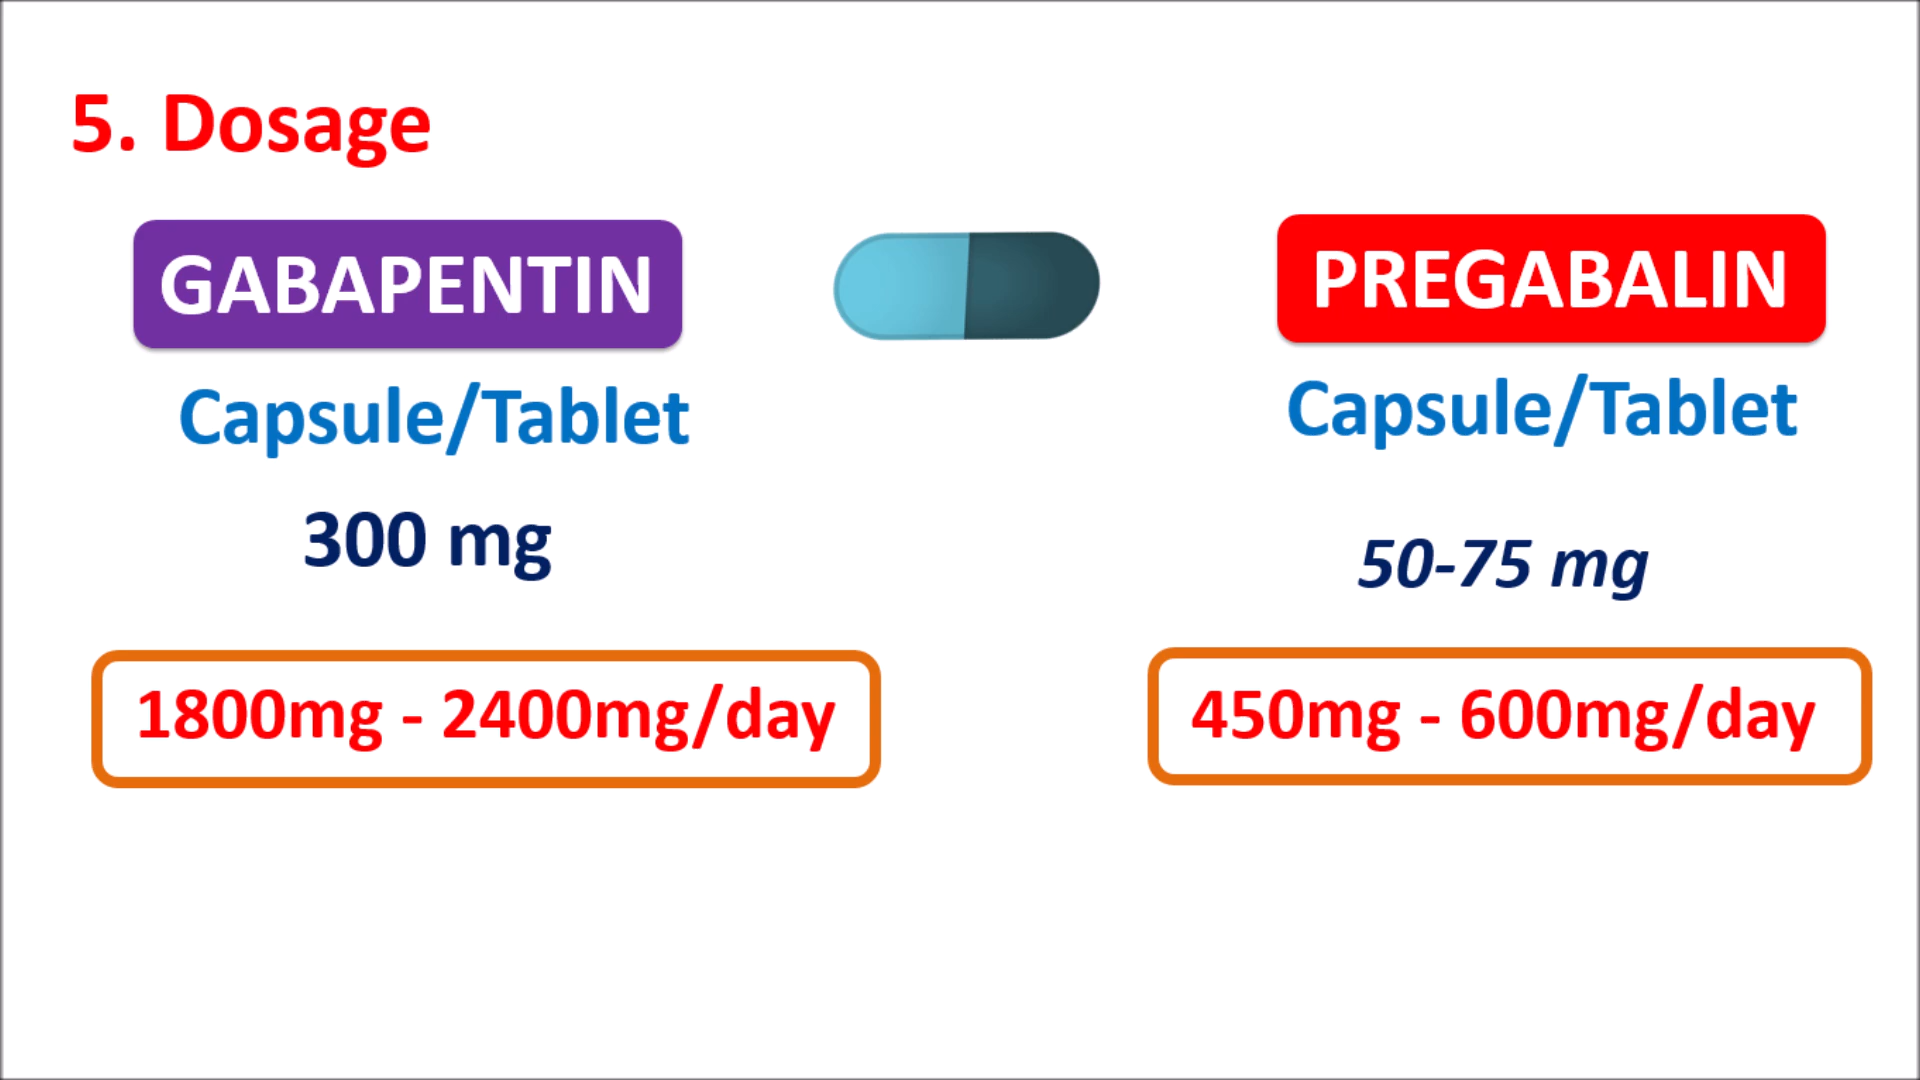 5. Dosage
GABAPENTIN
Capsule/Tablet
300 mg
1800mg - 2400mg/day
PREGABALIN
Capsule/Tablet
50-75 mg
450mg - 600mg/day